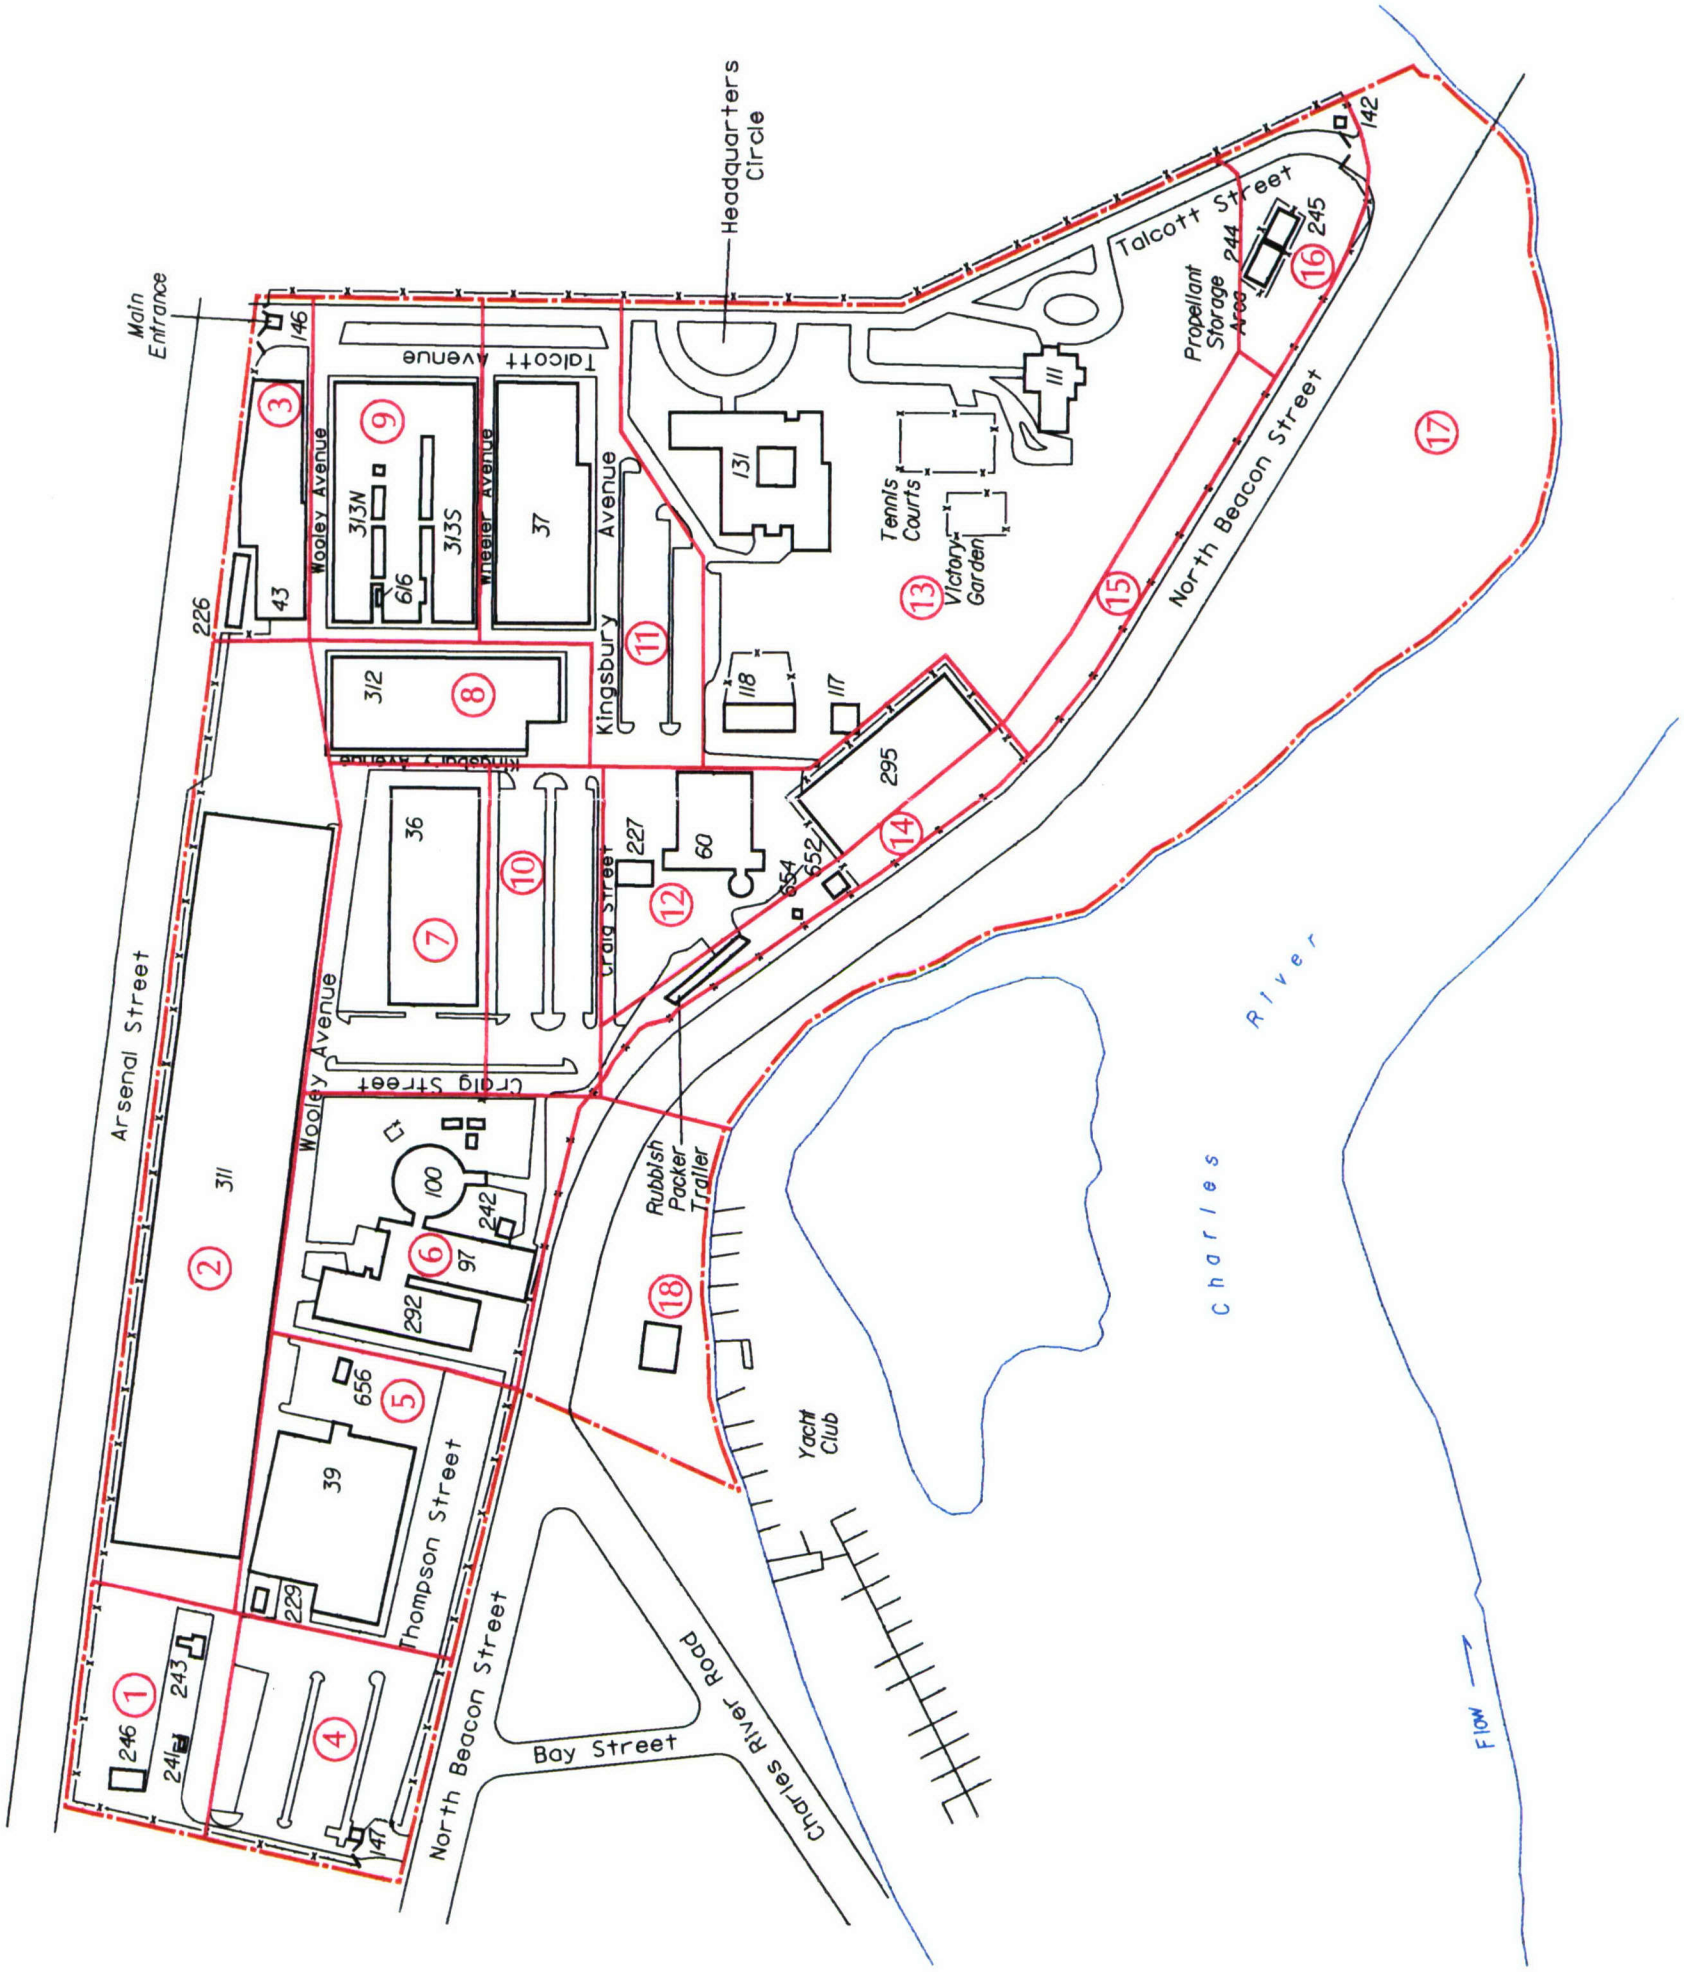 Main
Entrance
146
3
Wooley Avenue
43
226
9
313N
313S
616
Wheeler Avenue
37
Talcott Avenue
Headquarters
Circle
Kingsbury Avenue
11
131
111
Tennis
Courts
Victory
Garden
13
118
117
Talcott Street
142
244
245
Propellant
Storage
Area
16
North Beacon Street
15
17
312
8
Kingsbury Avenue
36
7
10
Craig Street
227
60
12
295
14
654
652
Arsenal Street
311
2
Wooley Avenue
Wooley Avenue
Craig Street
100
242
6
97
292
Rubbish
Packer
Trailer
18
656
5
39
229
Thompson Street
1
246
243
241
4
147
North Beacon Street
Bay Street
Charles River Road
Yacht
Club
Charles River
Flow